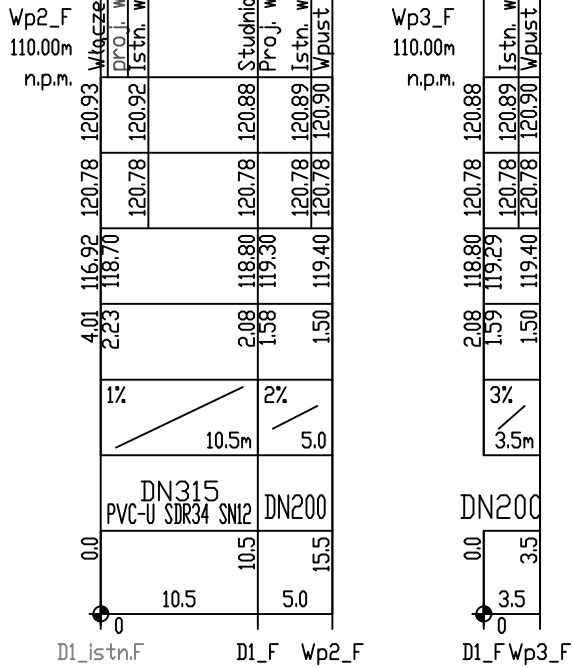 Wp2_F
110.00m
n.p.m.
proj. w
Istn. w
Proj. w
Istn. w
Wpust
120.93
120.92
120.88
120.89
120.90
120.78
120.78
120.78
120.78
120.78
116.92
118.70
118.80
119.30
119.40
4.01
2.23
2.08
1.58
1.50
1%
10.5m
2%
5.0
DN315
PVC-U SDR34 SN12
DN200
0.0
10.5
15.5
10.5
5.0
0
D1_istn.F
D1_F
Wp2_F
Wp3_F
110.00m
n.p.m.
Istn. w
Wpust
120.88
120.89
120.90
120.78
120.78
120.78
118.80
119.29
119.40
2.08
1.59
1.50
3%
3.5m
DN200
0.0
3.5
3.5
0
D1_F
Wp3_F